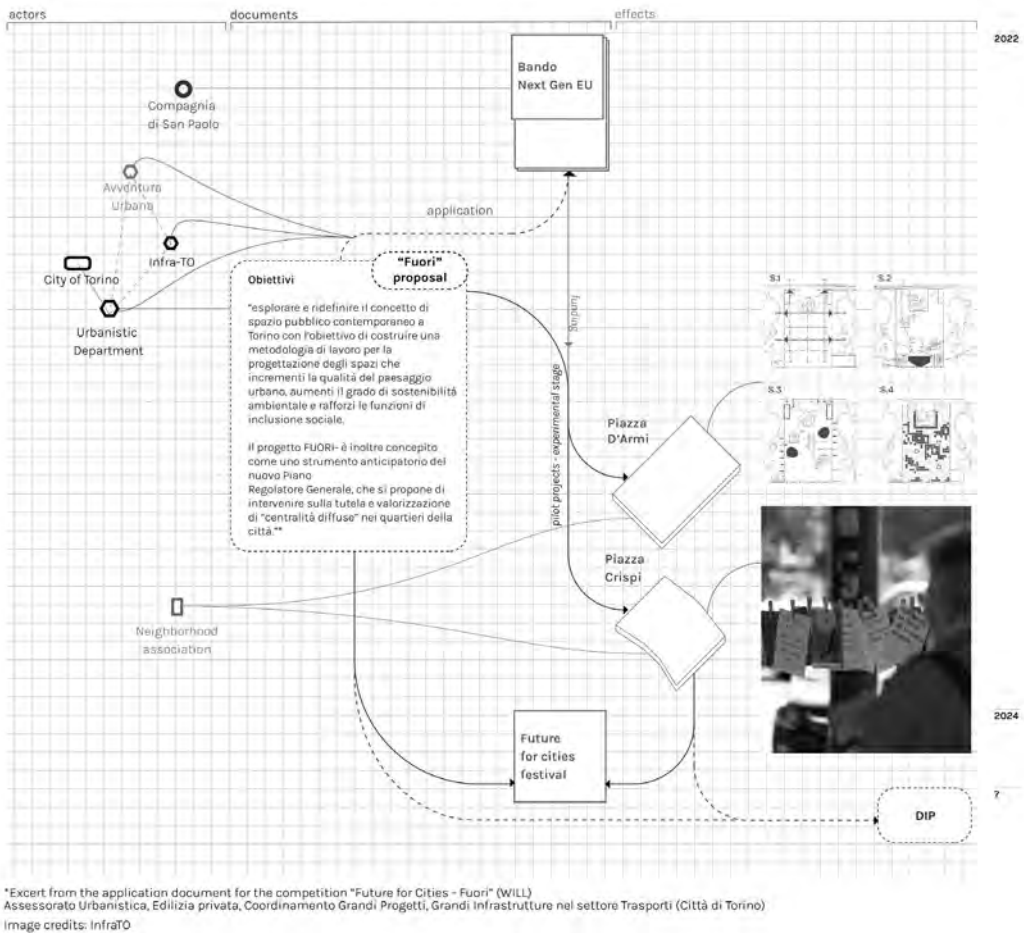 actors
documents
effects
2022
Bando
Next Gen EU
Compagnia
di San Paolo
Avventura
Urbana
application
Infra-TO
City of Torino
"Fuori"
proposal
Obiettivi
Urbanistic
Department
"esplorare e ridefinire il concetto di
spazio pubblico contemporaneo a
Torino con l'obiettivo di costruire una
metodologia di lavoro per la
progettazione degli spazi che
incrementi la qualità del paesaggio
urbano, aumenti il grado di sostenibilità
ambientale e rafforzi le funzioni di
inclusione sociale.
Il progetto FUORI- è inoltre concepito
come uno strumento anticipatorio del
nuovo Piano
Regolatore Generale, che si propone di
intervenire sulla tutela e valorizzazione
di "centralità diffuse" nei quartieri della
città."*
funding
pilot projects - experimental stage
S.1
S.2
S.3
S.4
Piazza
D'Armi
Piazza
Crispi
Neighborhood
association
2024
Future
for cities
festival
?
DIP
*Excert from the application document for the competition "Future for Cities - Fuori" (WILL)
Assessorato Urbanistica, Edilizia privata, Coordinamento Grandi Progetti, Grandi Infrastrutture nel settore Trasporti (Città di Torino)
Image credits: InfraTO